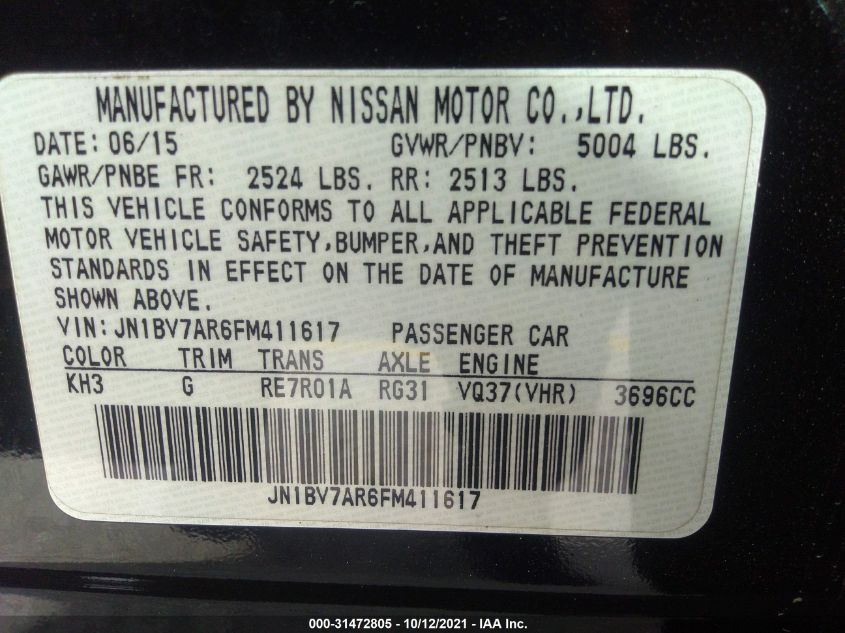 MANUFACTURED BY NISSAN MOTOR CO.,LTD.
DATE: 06/15 GVWR/PNBV: 5004 LBS.
GAWR/PNBE FR: 2524 LBS. RR: 2513 LBS.
THIS VEHICLE CONFORMS TO ALL APPLICABLE FEDERAL
MOTOR VEHICLE SAFETY,BUMPER,AND THEFT PREVENTION
STANDARDS IN EFFECT ON THE DATE OF MANUFACTURE
SHOWN ABOVE.
VIN:JN1BV7AR6FM411617 PASSENGER CAR
COLOR TRIM TRANS AXLE ENGINE
KH3 G RE7R01A RG31 VQ37(VHR) 3696CC
JN1BV7AR6FM411617
000-31472805 - 10/12/2021 - IAA Inc.